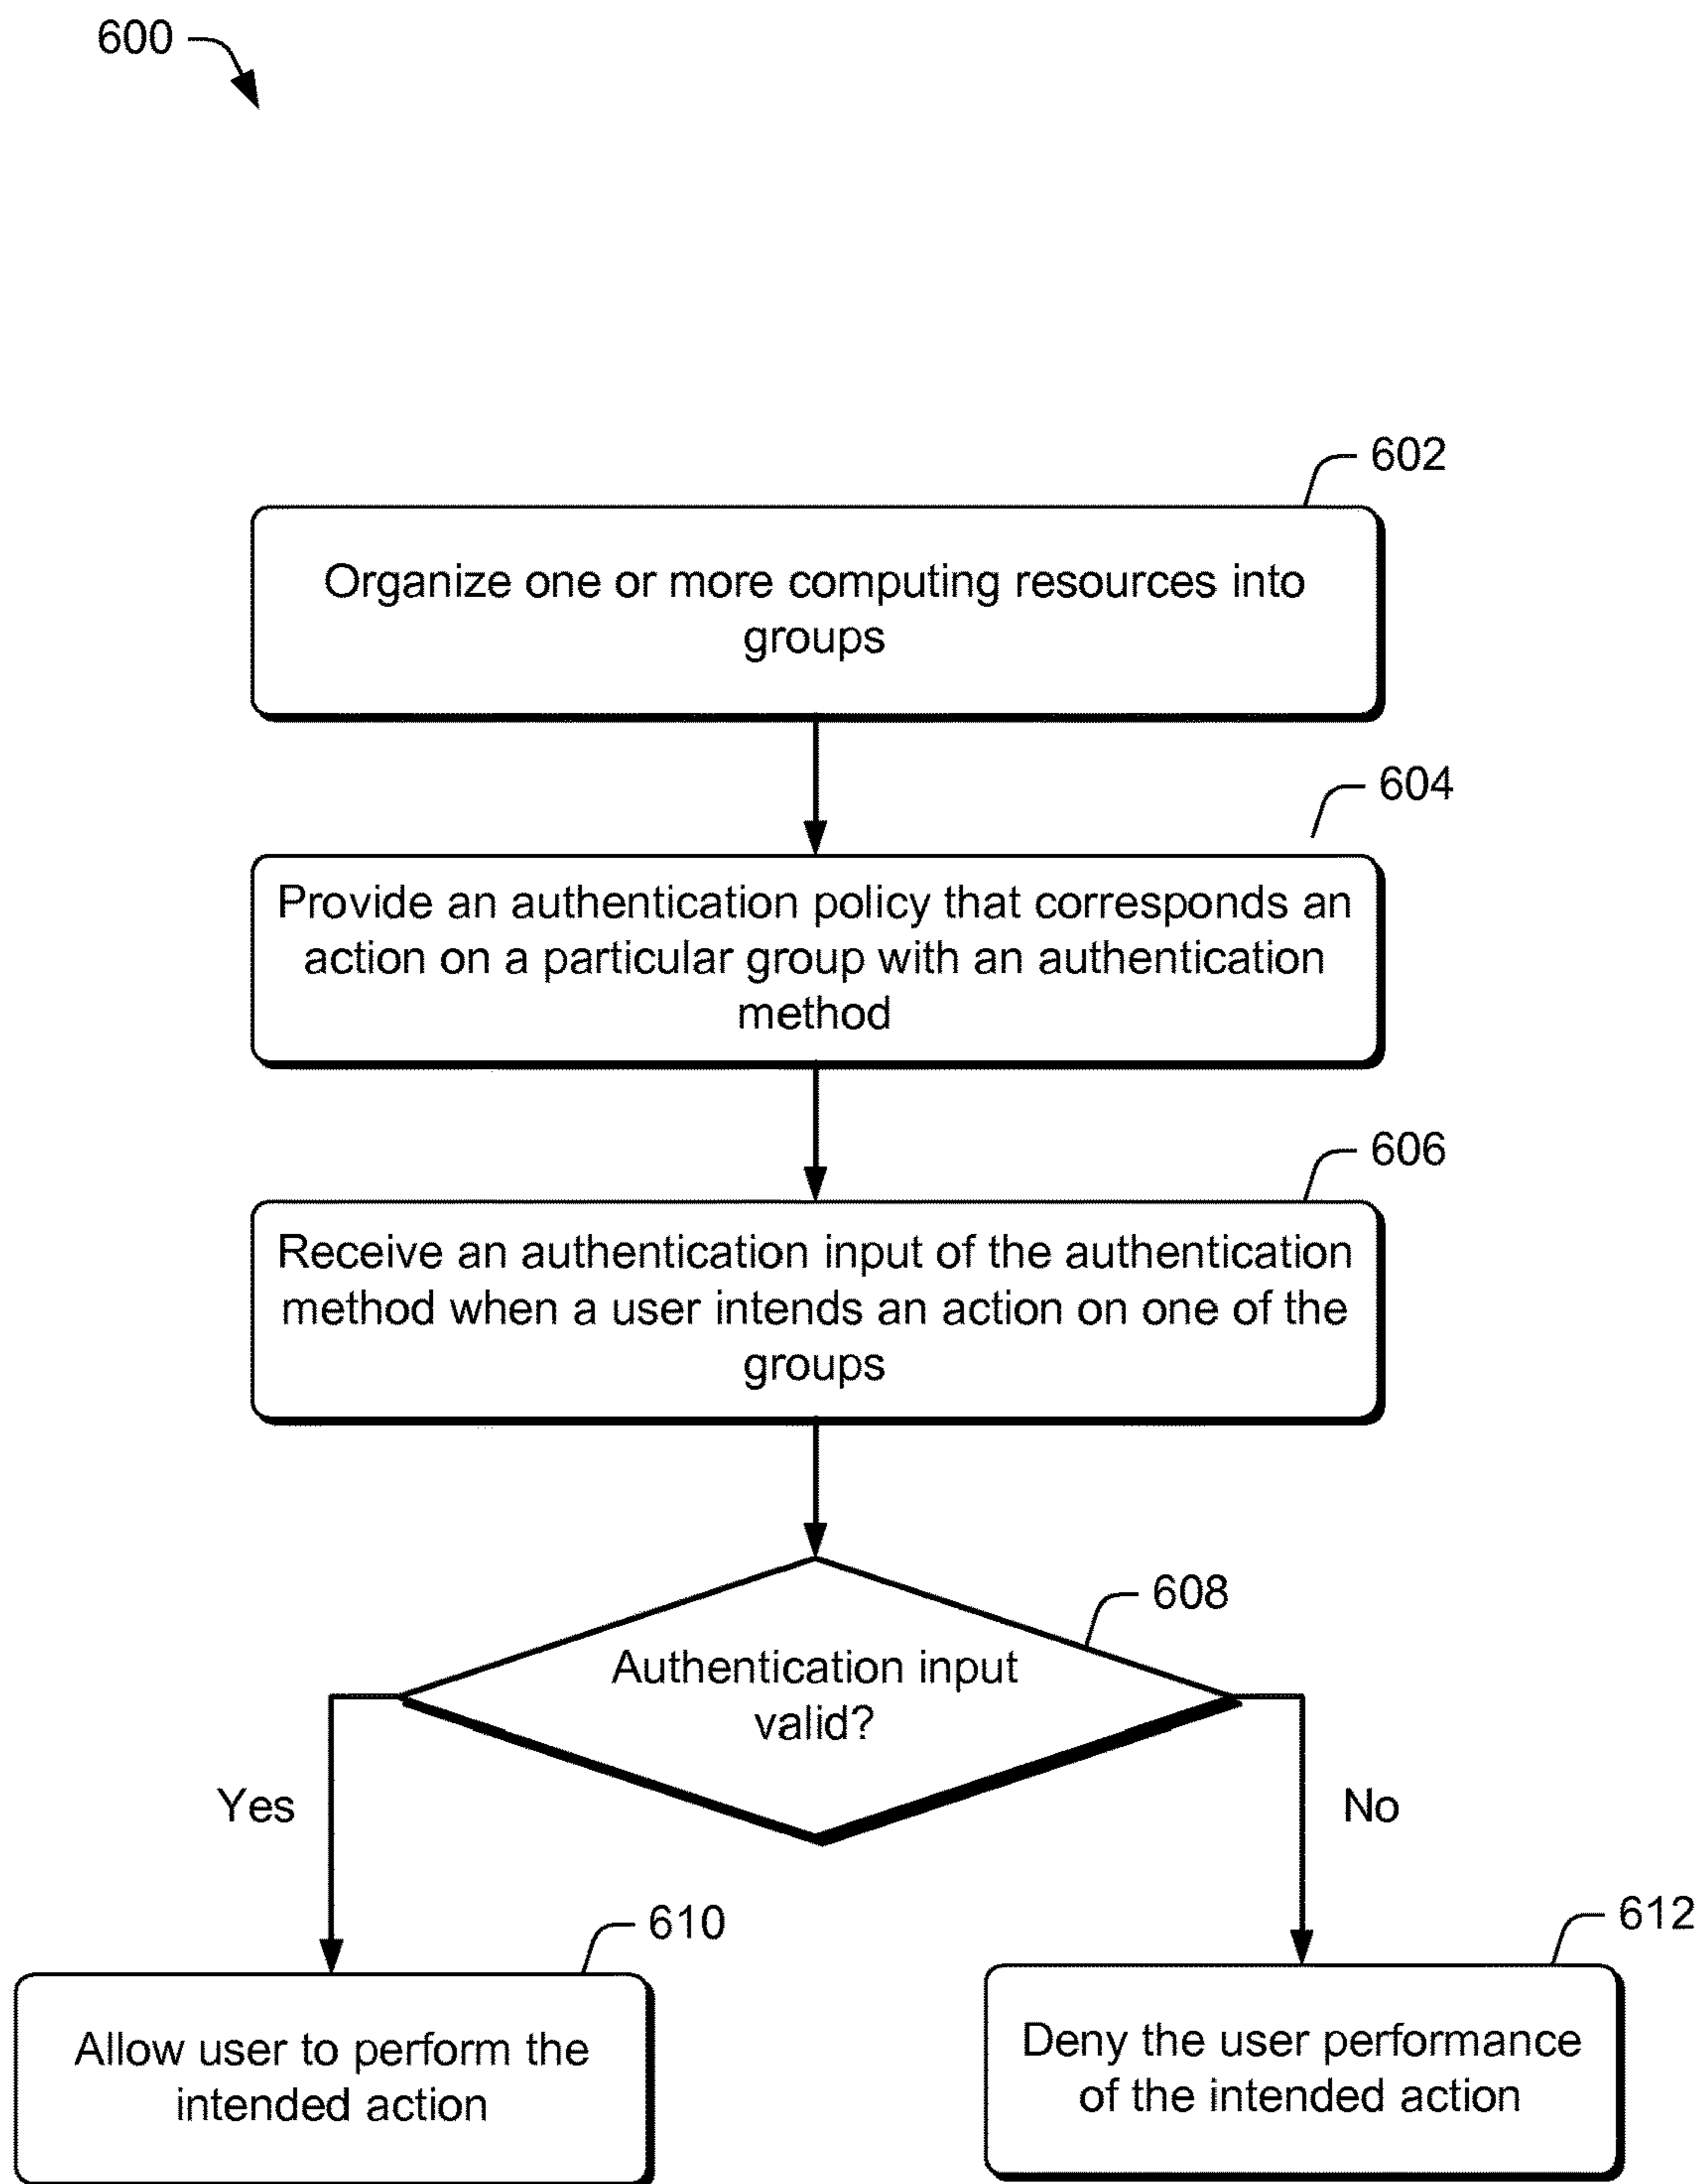 600
602
Organize one or more computing resources into
groups
604
Provide an authentication policy that corresponds an
action on a particular group with an authentication
method
606
Receive an authentication input of the authentication
method when a user intends an action on one of the
groups
608
Authentication input
valid?
Yes
No
610
612
Allow user to perform the
intended action
Deny the user performance
of the intended action